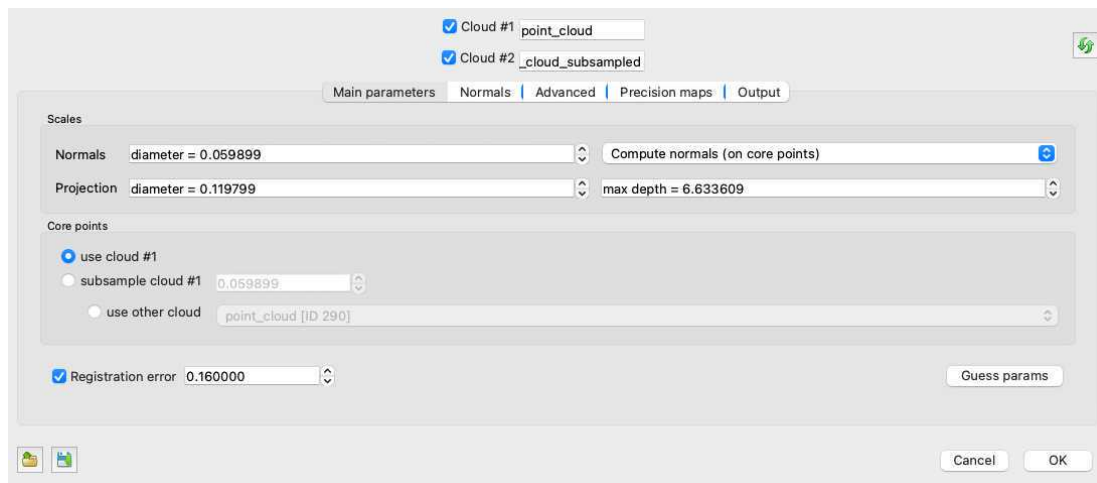 Cloud #1 point_cloud
Cloud #2 _cloud_subsampled
Main parameters Normals Advanced Precision maps Output
Scales
Normals diameter = 0.059899 Compute normals (on core points)
Projection diameter = 0.119799 max depth = 6.633609
Core points
use cloud #1
subsample cloud #1 0.059899
use other cloud point_cloud [ID 290]
Registration error 0.160000 Guess params
Cancel OK